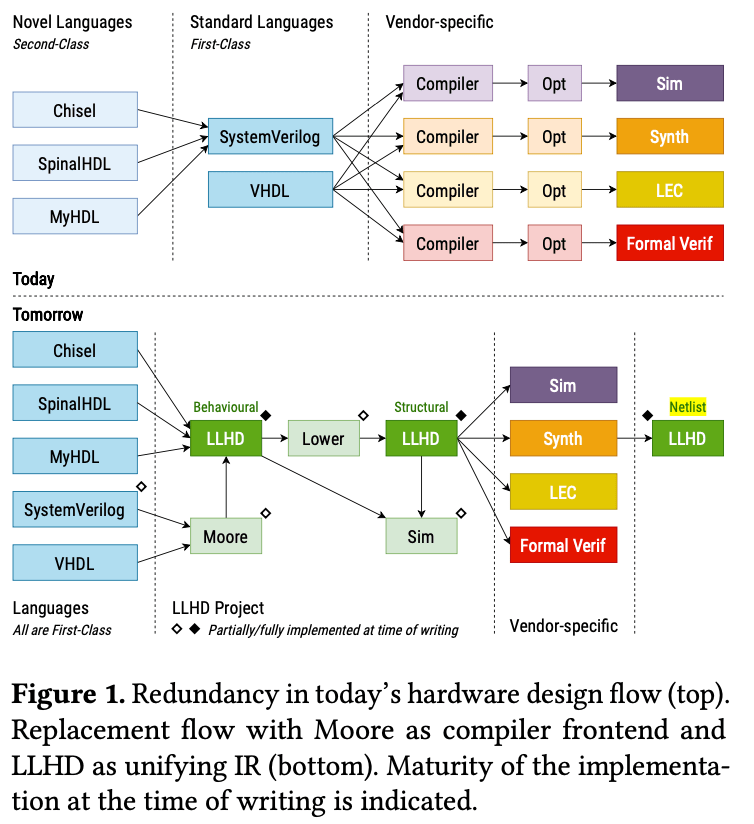 Novel Languages
Second-Class
Standard Languages
First-Class
Vendor-specific
Chisel
SpinalHDL
MyHDL
SystemVerilog
VHDL
Compiler
Opt
Sim
Compiler
Opt
Synth
Compiler
Opt
LEC
Compiler
Opt
Formal Verif
Today
Tomorrow
Chisel
SpinalHDL
MyHDL
SystemVerilog
VHDL
Behavioural
LLHD
Lower
Structural
LLHD
Moore
Sim
Sim
Synth
LEC
Formal Verif
Netlist
LLHD
Languages
All are First-Class
LLHD Project
◇ ◆ Partially/fully implemented at time of writing
Vendor-specific
Figure 1. Redundancy in today's hardware design flow (top).
Replacement flow with Moore as compiler frontend and
LLHD as unifying IR (bottom). Maturity of the implementa-
tion at the time of writing is indicated.